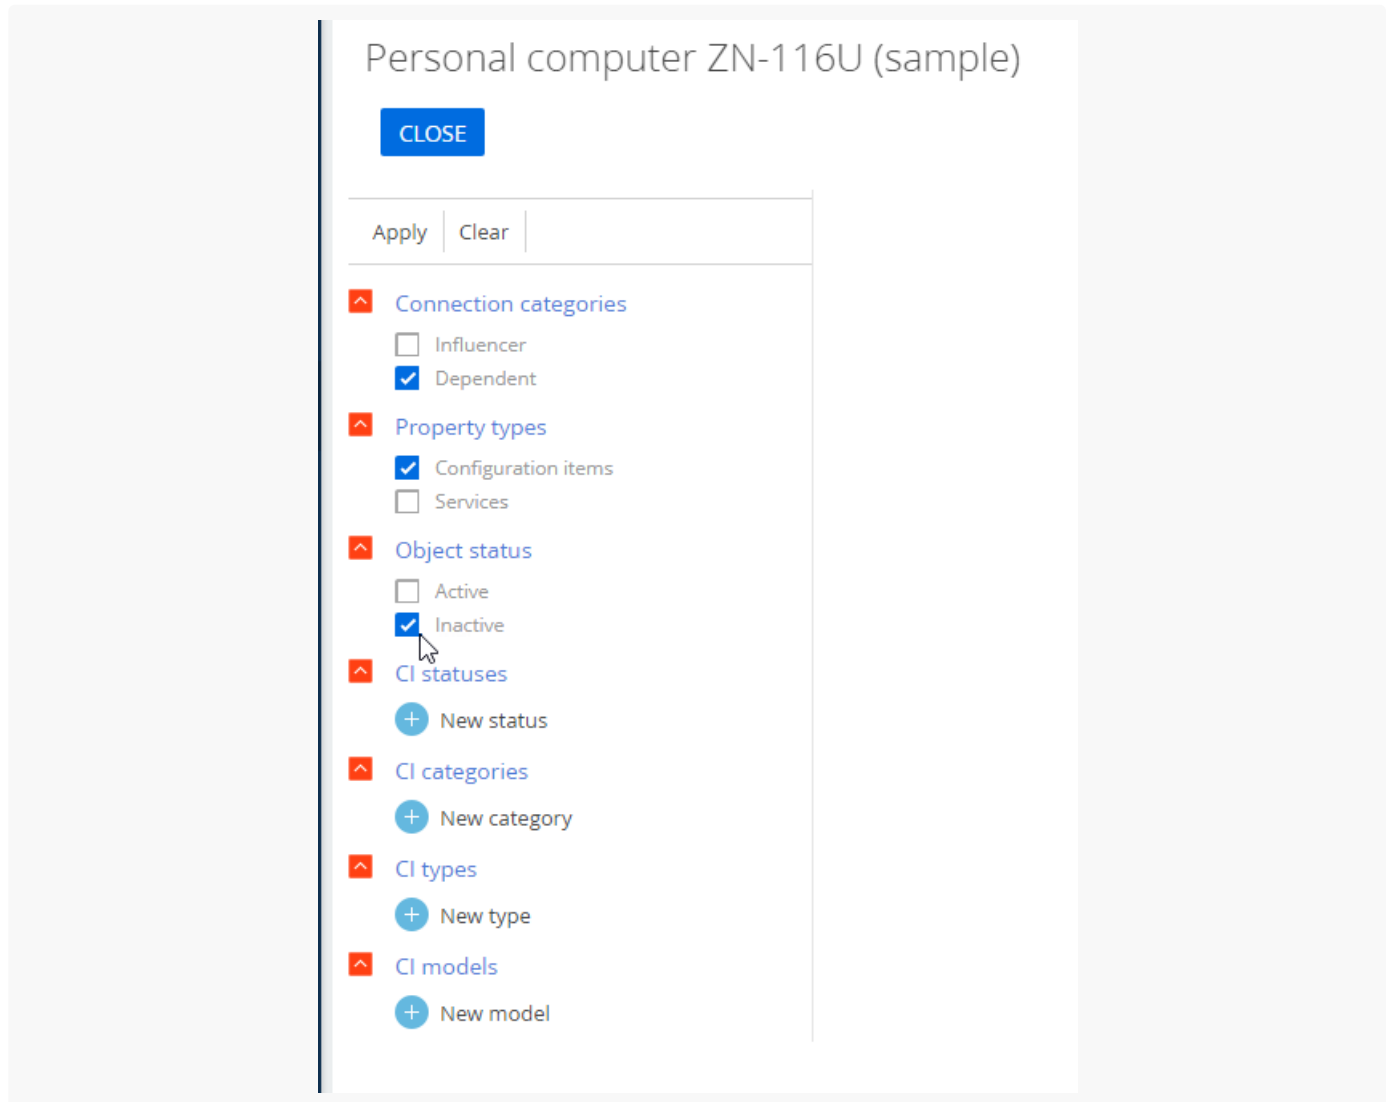 Personal computer ZN-116U (sample)
CLOSE
Apply
Clear
Connection categories
Influencer
Dependent
Property types
Configuration items
Services
Object status
Active
Inactive
CI statuses
New status
CI categories
New category
CI types
New type
CI models
New model